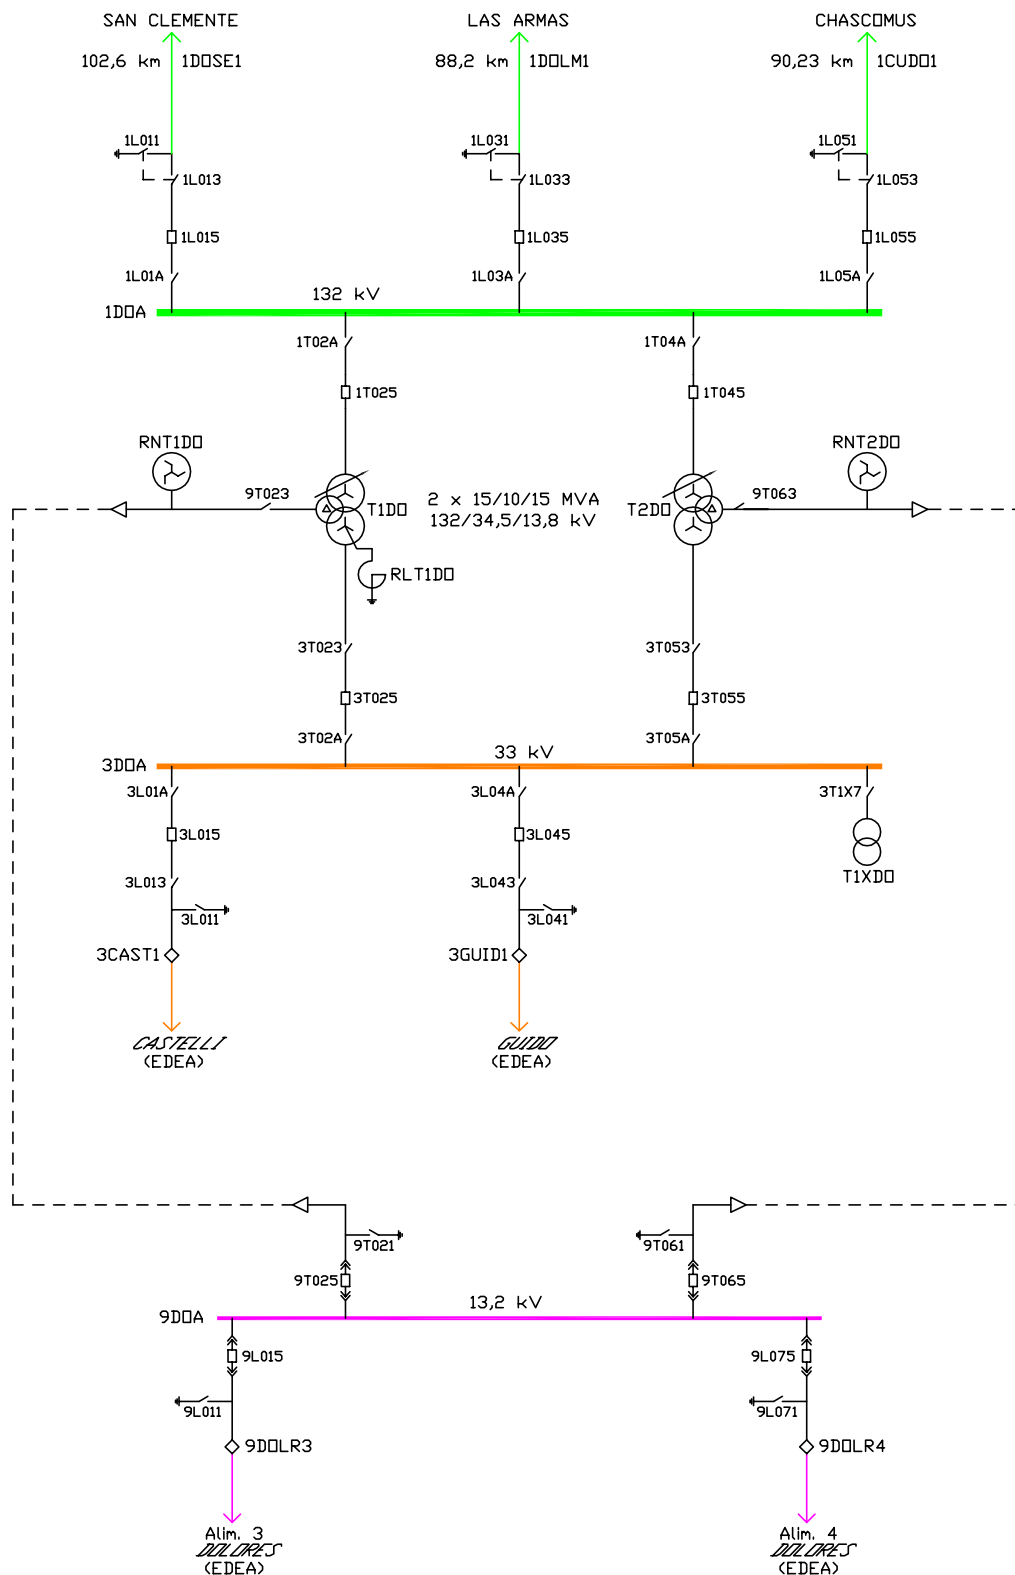 SAN CLEMENTE
LAS ARMAS
CHASCOMUS
102,6 km
1DOSE1
88,2 km
1DOLM1
90,23 km
1CUDO1
1L011
1L031
1L051
1L013
1L033
1L053
1L015
1L035
1L055
1L01A
1L03A
1L05A
132 kV
1DOA
1T02A
1T04A
1T025
1T045
RNT1DO
RNT2DO
9T023
9T063
T1DO
2 x 15/10/15 MVA
132/34,5/13,8 kV
T2DO
RLT1DO
3T023
3T053
3T025
3T055
3T02A
3T05A
33 kV
3DOA
3L01A
3L04A
3T1X7
3L015
3L045
T1XDO
3L013
3L043
3L011
3L041
3CAST1
3GUID1
CASTELLI
(EDEA)
GUIDO
(EDEA)
9T021
9T061
9T025
9T065
13,2 kV
9DOA
9L015
9L075
9L011
9L071
9DOLR3
9DOLR4
Alim. 3
DOLORES
(EDEA)
Alim. 4
DOLORES
(EDEA)